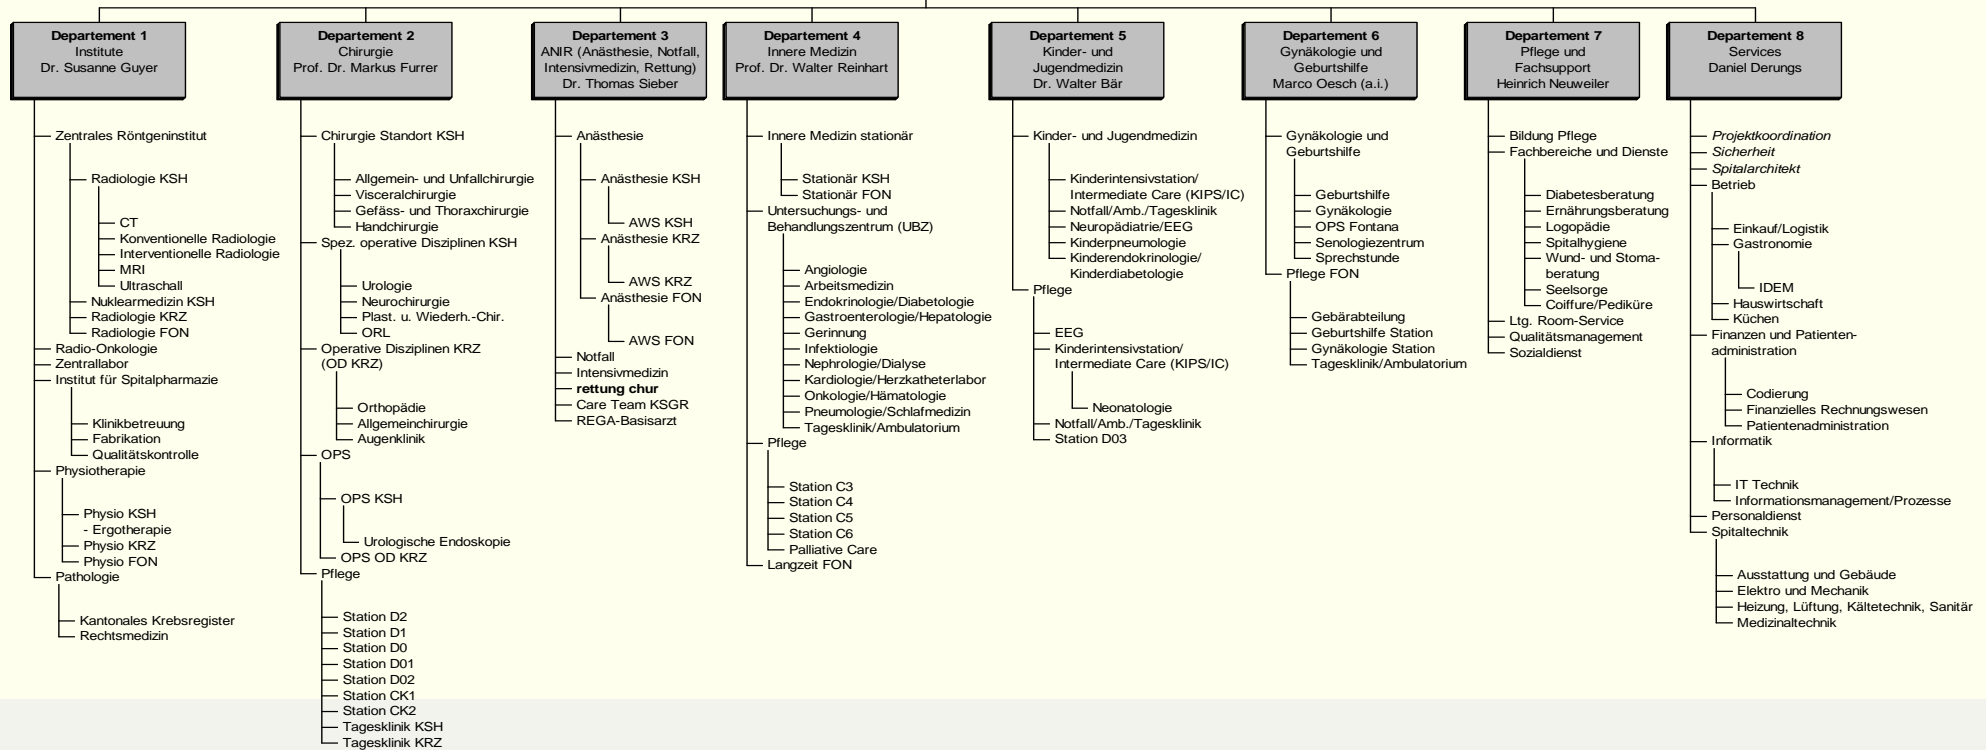 Departement 1
Institute
Dr. Susanne Guyer
Zentrales Röntgeninstitut
Radiologie KSH
CT
Konventionelle Radiologie
Interventionelle Radiologie
MRI
Ultraschall
Nuklearmedizin KSH
Radiologie KRZ
Radiologie FON
Radio-Onkologie
Zentrallabor
Institut für Spitalpharmazie
Klinikbetreuung
Fabrikation
Qualitätskontrolle
Physiotherapie
Physio KSH
- Ergotherapie
Physio KRZ
Physio FON
Pathologie
Kantonales Krebsregister
Rechtsmedizin
Departement 2
Chirurgie
Prof. Dr. Markus Furrer
Chirurgie Standort KSH
Allgemein- und Unfallchirurgie
Visceralchirurgie
Gefäss- und Thoraxchirurgie
Handchirurgie
Spez. operative Disziplinen KSH
Urologie
Neurochirurgie
Plast. u. Wiederh.-Chir.
ORL
Operative Disziplinen KRZ
(OD KRZ)
Orthopädie
Allgemeinchirurgie
Augenklinik
OPS
OPS KSH
Urologische Endoskopie
OPS OD KRZ
Pflege
Station D2
Station D1
Station D0
Station D01
Station D02
Station CK1
Station CK2
Tagesklinik KSH
Tagesklinik KRZ
Departement 3
ANIR (Anästhesie, Notfall,
Intensivmedizin, Rettung)
Dr. Thomas Sieber
Anästhesie
Anästhesie KSH
AWS KSH
Anästhesie KRZ
AWS KRZ
Anästhesie FON
AWS FON
Notfall
Intensivmedizin
rettung chur
Care Team KSGR
REGA-Basisarzt
Departement 4
Innere Medizin
Prof. Dr. Walter Reinhart
Innere Medizin stationär
Stationär KSH
Stationär FON
Untersuchungs- und
Behandlungszentrum (UBZ)
Angiologie
Arbeitsmedizin
Endokrinologie/Diabetologie
Gastroenterologie/Hepatologie
Gerinnung
Infektiologie
Nephrologie/Dialyse
Kardiologie/Herzkatheterlabor
Onkologie/Hämatologie
Pneumologie/Schlafmedizin
Tagesklinik/Ambulatorium
Pflege
Station C3
Station C4
Station C5
Station C6
Palliative Care
Langzeit FON
Departement 5
Kinder- und
Jugendmedizin
Dr. Walter Bär
Kinder- und Jugendmedizin
Kinderintensivstation/
Intermediate Care (KIPS/IC)
Notfall/Amb./Tagesklinik
Neuropädiatrie/EEG
Kinderpneumologie
Kinderendokrinologie/
Kinderdiabetologie
Pflege
EEG
Kinderintensivstation/
Intermediate Care (KIPS/IC)
Neonatologie
Notfall/Amb./Tagesklinik
Station D03
Departement 6
Gynäkologie und
Geburtshilfe
Marco Oesch (a.i.)
Gynäkologie und
Geburtshilfe
Geburtshilfe
Gynäkologie
OPS Fontana
Senologiezentrum
Sprechstunde
Pflege FON
Gebärabteilung
Geburtshilfe Station
Gynäkologie Station
Tagesklinik/Ambulatorium
Departement 7
Pflege und
Fachsupport
Heinrich Neuweiler
Bildung Pflege
Fachbereiche und Dienste
Diabetesberatung
Ernährungsberatung
Logopädie
Spitalhygiene
Wund- und Stoma-
beratung
Seelsorge
Coiffure/Pediküre
Ltg. Room-Service
Qualitätsmanagement
Sozialdienst
Departement 8
Services
Daniel Derungs
Projektkoordination
Sicherheit
Spitalarchitekt
Betrieb
Einkauf/Logistik
Gastronomie
IDEM
Hauswirtschaft
Küchen
Finanzen und Patienten-
administration
Codierung
Finanzielles Rechnungswesen
Patientenadministration
Informatik
IT Technik
Informationsmanagement/Prozesse
Personaldienst
Spitaltechnik
Ausstattung und Gebäude
Elektro und Mechanik
Heizung, Lüftung, Kältetechnik, Sanitär
Medizinaltechnik